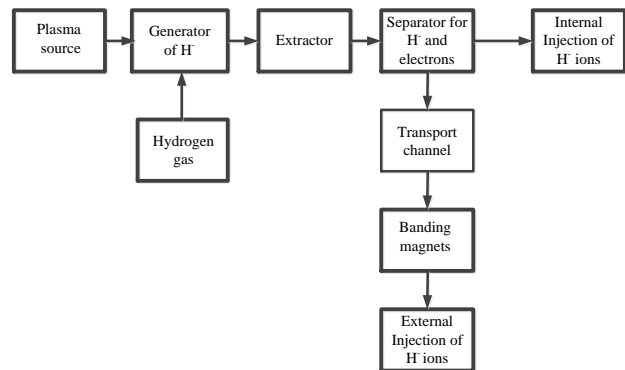 Plasma
source
Generator
of H⁻
Extractor
Separator for
H⁻ and
electrons
Internal
Injection of
H⁻ ions
Hydrogen
gas
Transport
channel
Banding
magnets
External
Injection of
H⁻ ions